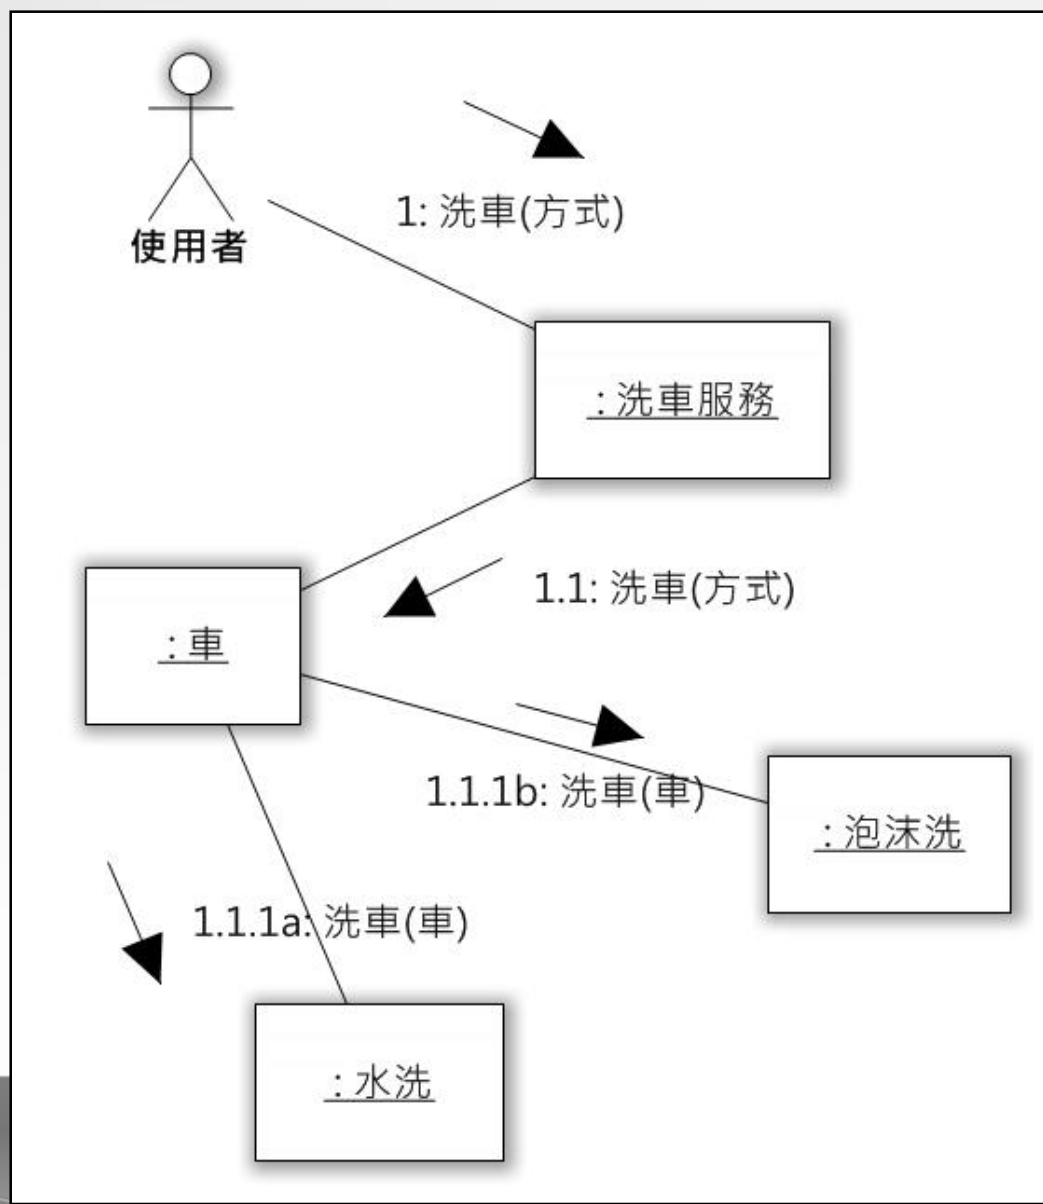 使用者
1: 洗車(方式)
: 洗車服務
1.1: 洗車(方式)
: 車
1.1.1b: 洗車(車)
: 泡沫洗
1.1.1a: 洗車(車)
: 水洗